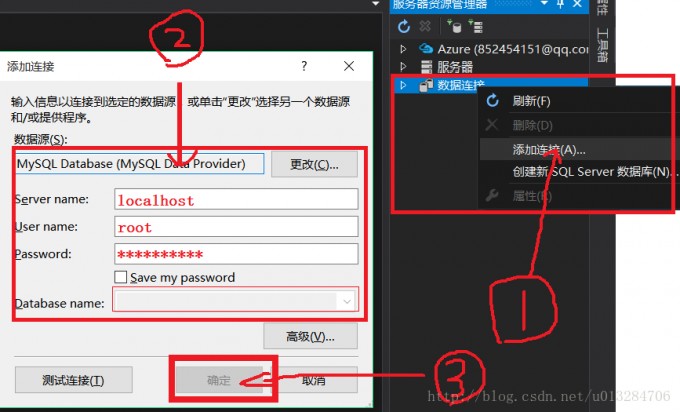 ②
添加连接
?
×
输入信息以连接到选定的数据源，或单击"更改"选择另一个数据源
和/或提供程序。
数据源(S):
MySQL Database (MySQL Data Provider)
更改(C)...
Server name:
localhost
User name:
root
Password:
**********
Save my password
Database name:
高级(V)...
测试连接(T)
确定
取消
③
服务器资源管理器
Azure (852454151@qq.con
服务器
数据连接
刷新(F)
删除(D)
添加连接(A)...
创建新 SQL Server 数据库(N)...
属性(R)
1
属性
工具箱
http://blog.csdn.net/u013284706